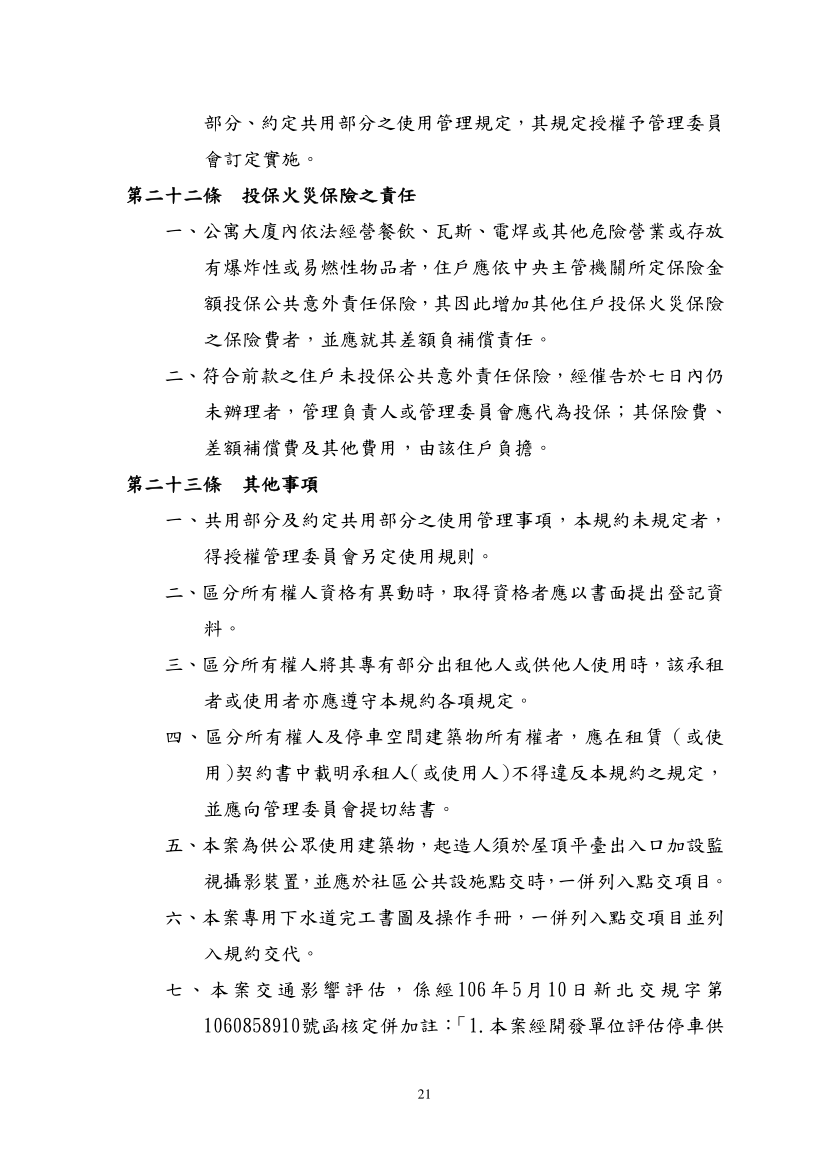 部分、約定共用部分之使用管理規定，其規定授權予管理委員
會訂定實施。
第二十二條　投保火災保險之責任
一、公寓大廈內依法經營餐飲、瓦斯、電焊或其他危險營業或存放
有爆炸性或易燃性物品者，住戶應依中央主管機關所定保險金
額投保公共意外責任保險，其因此增加其他住戶投保火災保險
之保險費者，並應就其差額負補償責任。
二、符合前款之住戶未投保公共意外責任保險，經催告於七日內仍
未辦理者，管理負責人或管理委員會應代為投保；其保險費、
差額補償費及其他費用，由該住戶負擔。
第二十三條　其他事項
一、共用部分及約定共用部分之使用管理事項，本規約未規定者，
得授權管理委員會另定使用規則。
二、區分所有權人資格有異動時，取得資格者應以書面提出登記資
料。
三、區分所有權人將其專有部分出租他人或供他人使用時，該承租
者或使用者亦應遵守本規約各項規定。
四、區分所有權人及停車空間建築物所有權者，應在租賃（或使
用)契約書中載明承租人(或使用人)不得違反本規約之規定，
並應向管理委員會提切結書。
五、本案為供公眾使用建築物，起造人須於屋頂平臺出入口加設監
視攝影裝置，並應於社區公共設施點交時，一併列入點交項目。
六、本案專用下水道完工書圖及操作手冊，一併列入點交項目並列
入規約交代。
七、本案交通影響評估，係經106年5月10日新北交規字第
1060858910號函核定併加註：「1.本案經開發單位評估停車供
21